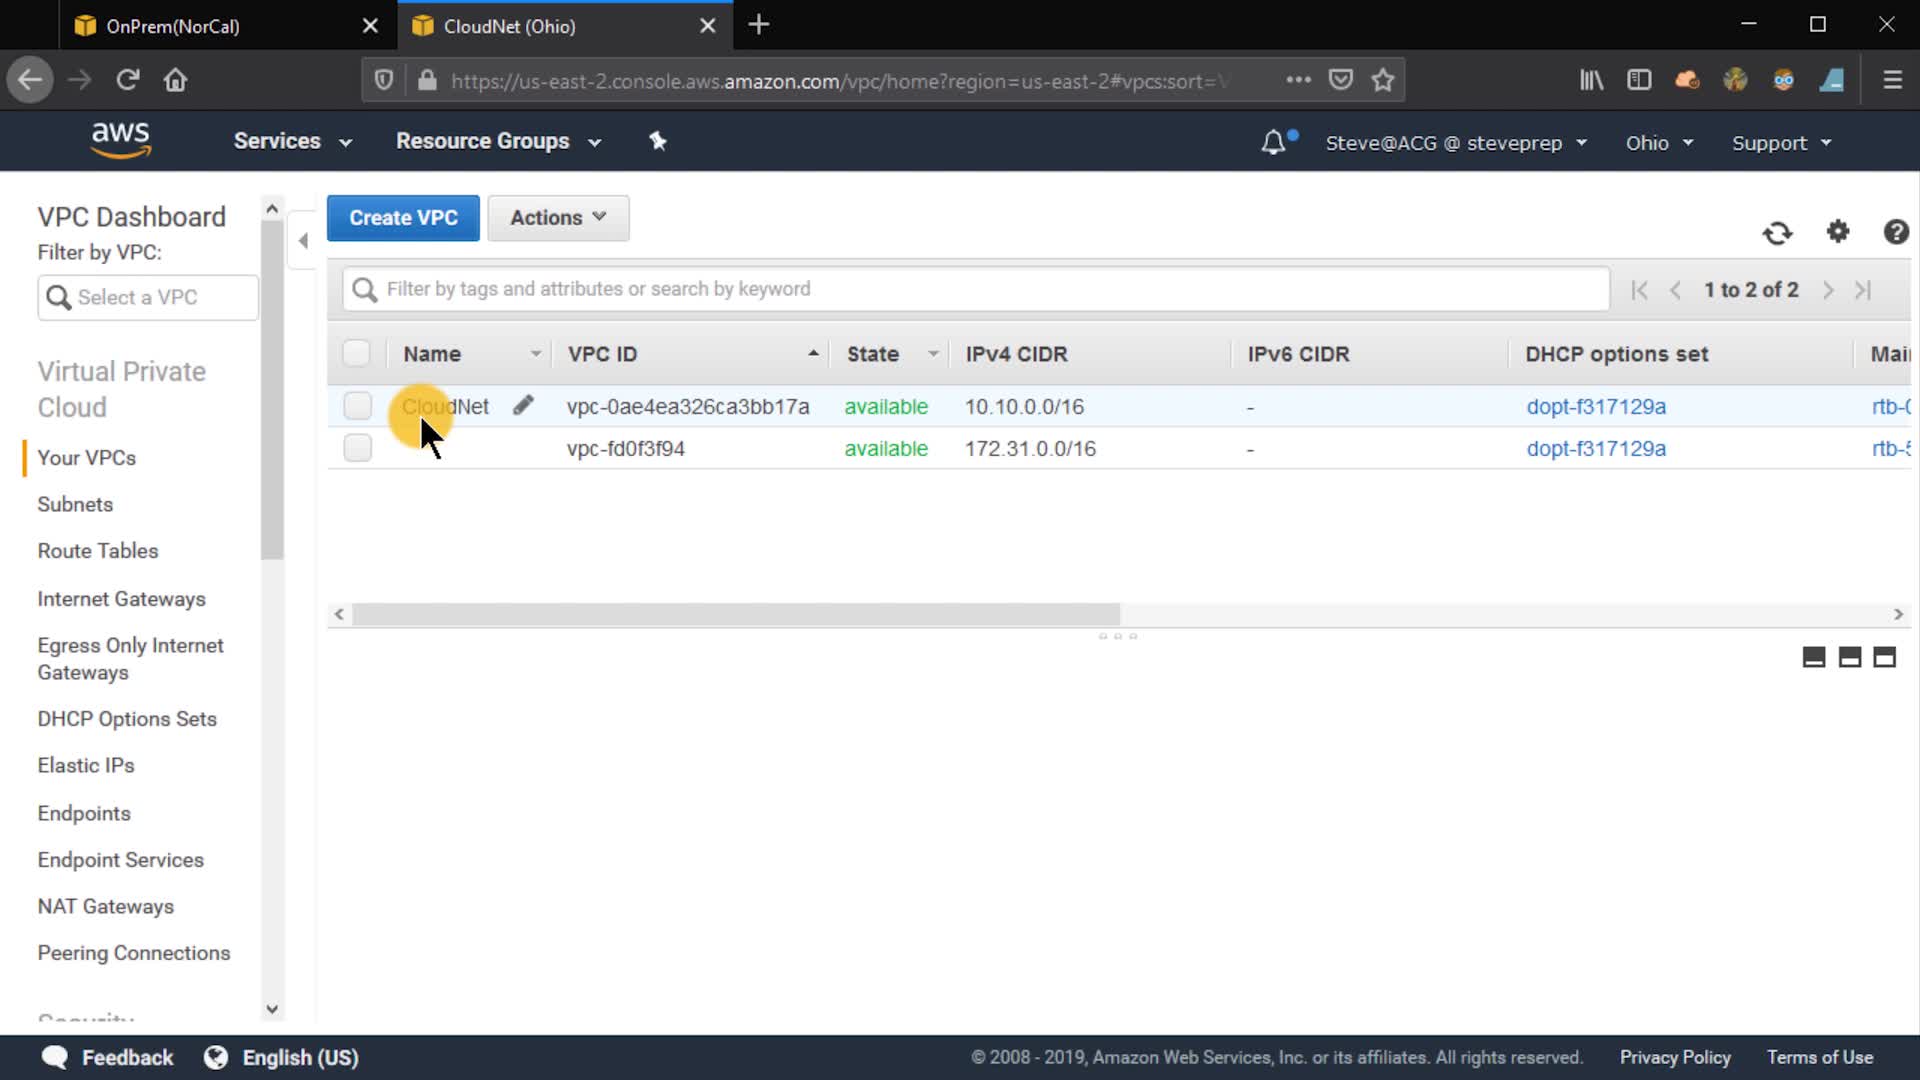 OnPrem(NorCal)
CloudNet (Ohio)
https://us-east-2.console.aws.amazon.com/vpc/home?region=us-east-2#vpcs:sort=V
aws
Services
Resource Groups
Steve@ACG @ steveprep
Ohio
Support
VPC Dashboard
Filter by VPC:
Select a VPC
Virtual Private
Cloud
Your VPCs
Subnets
Route Tables
Internet Gateways
Egress Only Internet
Gateways
DHCP Options Sets
Elastic IPs
Endpoints
Endpoint Services
NAT Gateways
Peering Connections
Security
Create VPC
Actions
Filter by tags and attributes or search by keyword
1 to 2 of 2
Name VPC ID State IPv4 CIDR IPv6 CIDR DHCP options set Mai
CloudNet vpc-0ae4ea326ca3bb17a available 10.10.0.0/16 - dopt-f317129a rtb-0
vpc-fd0f3f94 available 172.31.0.0/16 - dopt-f317129a rtb-5
Feedback
English (US)
© 2008 - 2019, Amazon Web Services, Inc. or its affiliates. All rights reserved.
Privacy Policy
Terms of Use